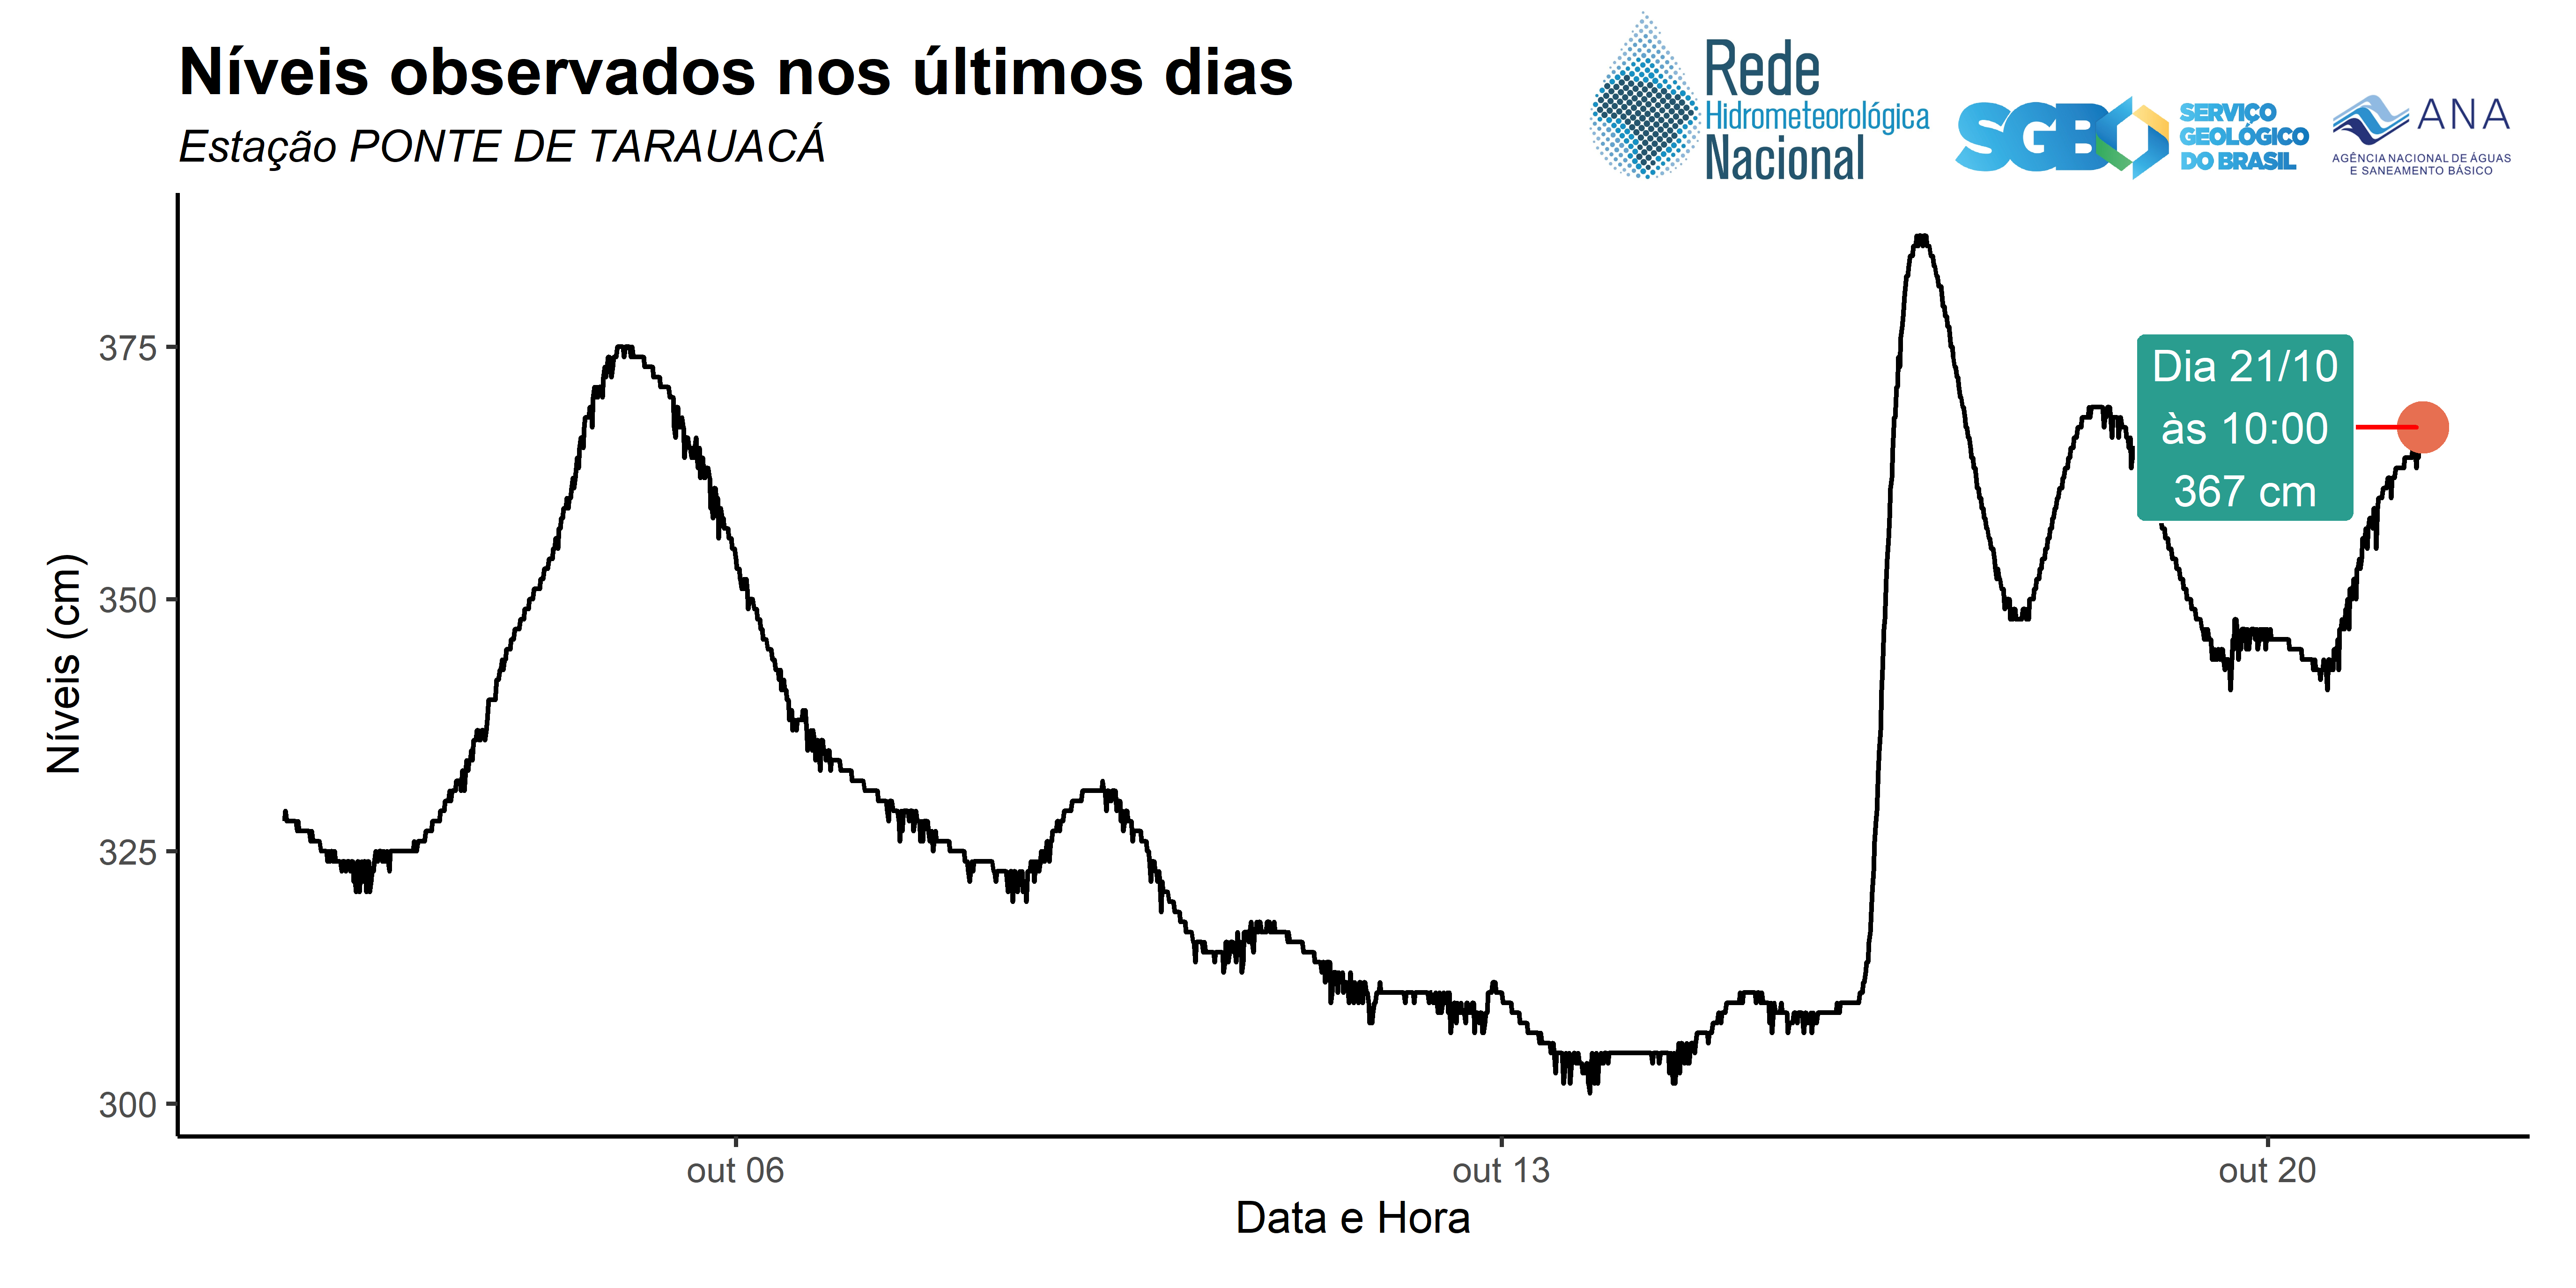 Níveis observados nos últimos dias
Estação PONTE DE TARAUACÁ
Rede
Hidrometeorológica
Nacional
SGB
SERVIÇO
GEOLÓGICO
DO BRASIL
ANA
AGÊNCIA NACIONAL DE ÁGUAS
E SANEAMENTO BÁSICO
Níveis (cm)
375
350
325
300
Dia 21/10
às 10:00
367 cm
out 06
out 13
out 20
Data e Hora